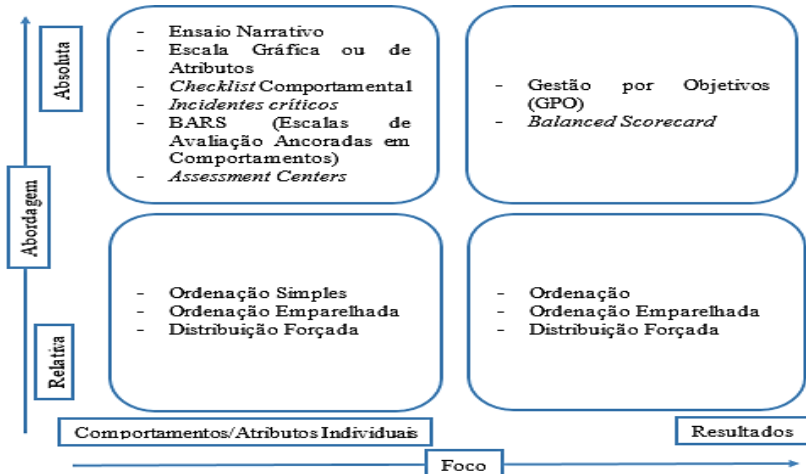 Absoluta
- Ensaio Narrativo
- Escala Gráfica ou de
Atributos
- Checklist Comportamental
- Incidentes críticos
- BARS (Escalas de
Avaliação Ancoradas em
Comportamentos)
- Assessment Centers
- Gestão por Objetivos
(GPO)
- Balanced Scorecard
Abordagem
Relativa
- Ordenação Simples
- Ordenação Emparelhada
- Distribuição Forçada
- Ordenação
- Ordenação Emparelhada
- Distribuição Forçada
Comportamentos/Atributos Individuais
Resultados
Foco